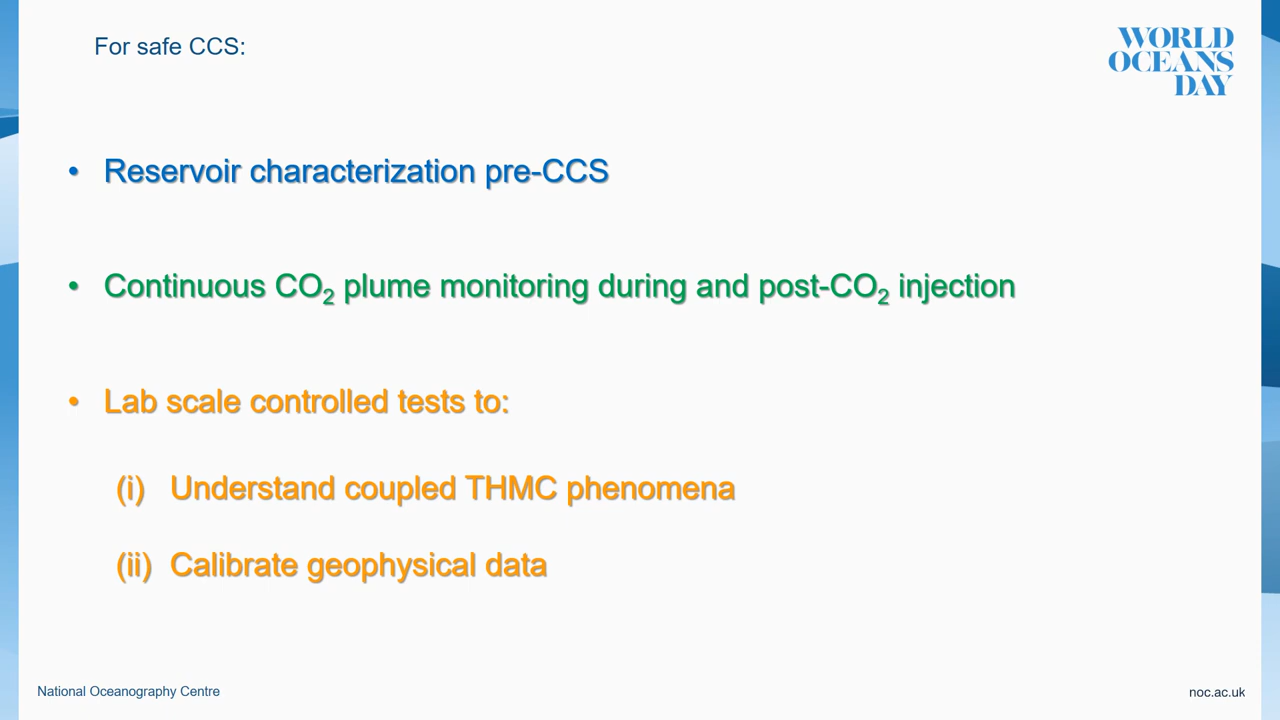 For safe CCS:
WORLD
OCEANS
DAY
• Reservoir characterization pre-CCS
• Continuous CO₂ plume monitoring during and post-CO₂ injection
• Lab scale controlled tests to:
(i) Understand coupled THMC phenomena
(ii) Calibrate geophysical data
National Oceanography Centre
noc.ac.uk